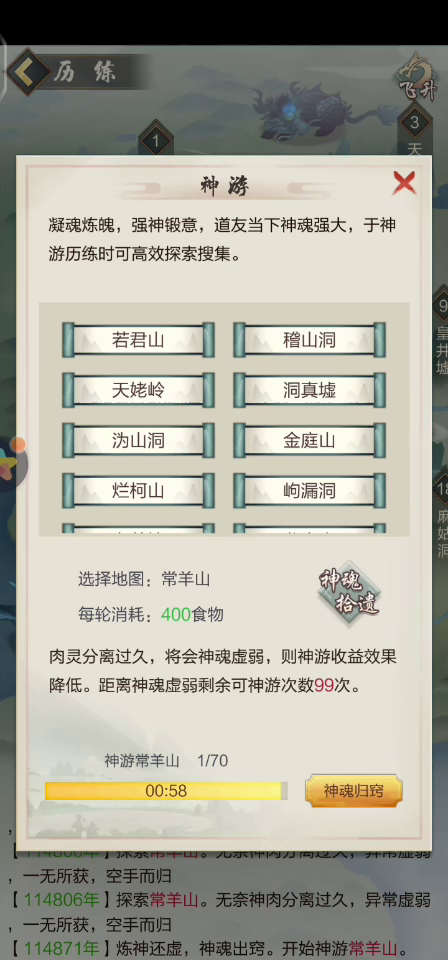 历 练
飞升
3
天
1
神游
凝魂炼魄，强神锻意，道友当下神魂强大，于神
游历练时可高效探索搜集。
9
皇井墟
若君山 稽山洞
天姥岭 洞真墟
沩山洞 金庭山
烂柯山 岣漏洞
18
麻姑洞
选择地图：常羊山
每轮消耗：400食物
神魂拾遗
肉灵分离过久，将会神魂虚弱，则神游收益效果
降低。距离神魂虚弱剩余可神游次数99次。
神游常羊山 1/70
00:58
神魂归窍
，一无所获，空手而归
【114806年】探索常羊山。无奈神肉分离过久，异常虚弱
，一无所获，空手而归
【114871年】炼神还虚，神魂出窍。开始神游常羊山。